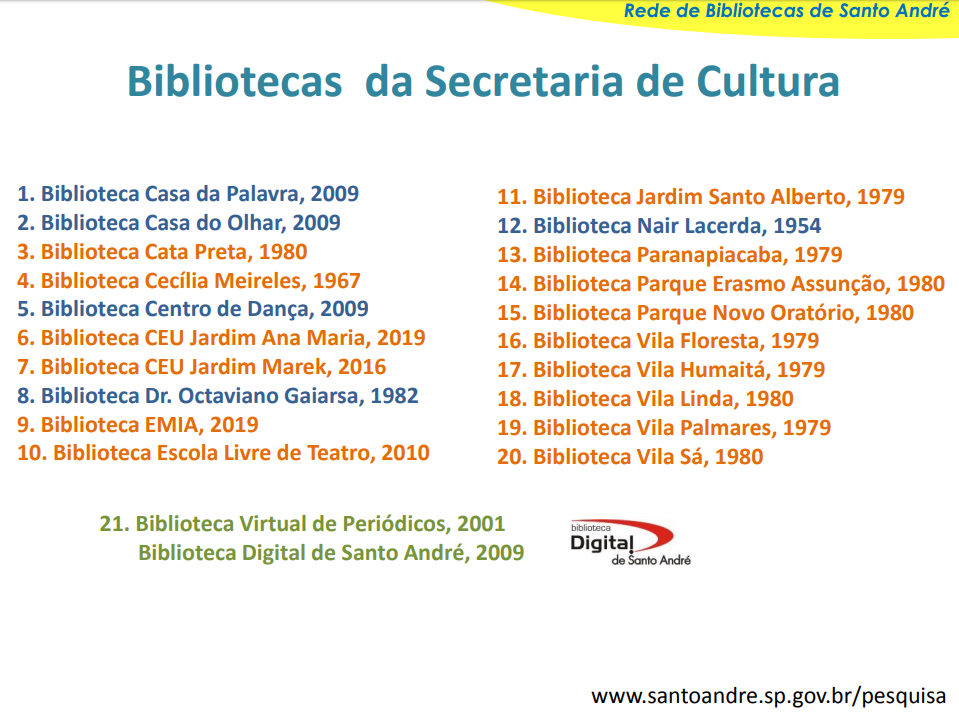 Rede de Bibliotecas de Santo André
Bibliotecas da Secretaria de Cultura
1. Biblioteca Casa da Palavra, 2009
2. Biblioteca Casa do Olhar, 2009
3. Biblioteca Cata Preta, 1980
4. Biblioteca Cecília Meireles, 1967
5. Biblioteca Centro de Dança, 2009
6. Biblioteca CEU Jardim Ana Maria, 2019
7. Biblioteca CEU Jardim Marek, 2016
8. Biblioteca Dr. Octaviano Gaiarsa, 1982
9. Biblioteca EMIA, 2019
10. Biblioteca Escola Livre de Teatro, 2010
11. Biblioteca Jardim Santo Alberto, 1979
12. Biblioteca Nair Lacerda, 1954
13. Biblioteca Paranapiacaba, 1979
14. Biblioteca Parque Erasmo Assunção, 1980
15. Biblioteca Parque Novo Oratório, 1980
16. Biblioteca Vila Floresta, 1979
17. Biblioteca Vila Humaitá, 1979
18. Biblioteca Vila Linda, 1980
19. Biblioteca Vila Palmares, 1979
20. Biblioteca Vila Sá, 1980
21. Biblioteca Virtual de Periódicos, 2001
Biblioteca Digital de Santo André, 2009
biblioteca
Digital
de Santo André
www.santoandre.sp.gov.br/pesquisa